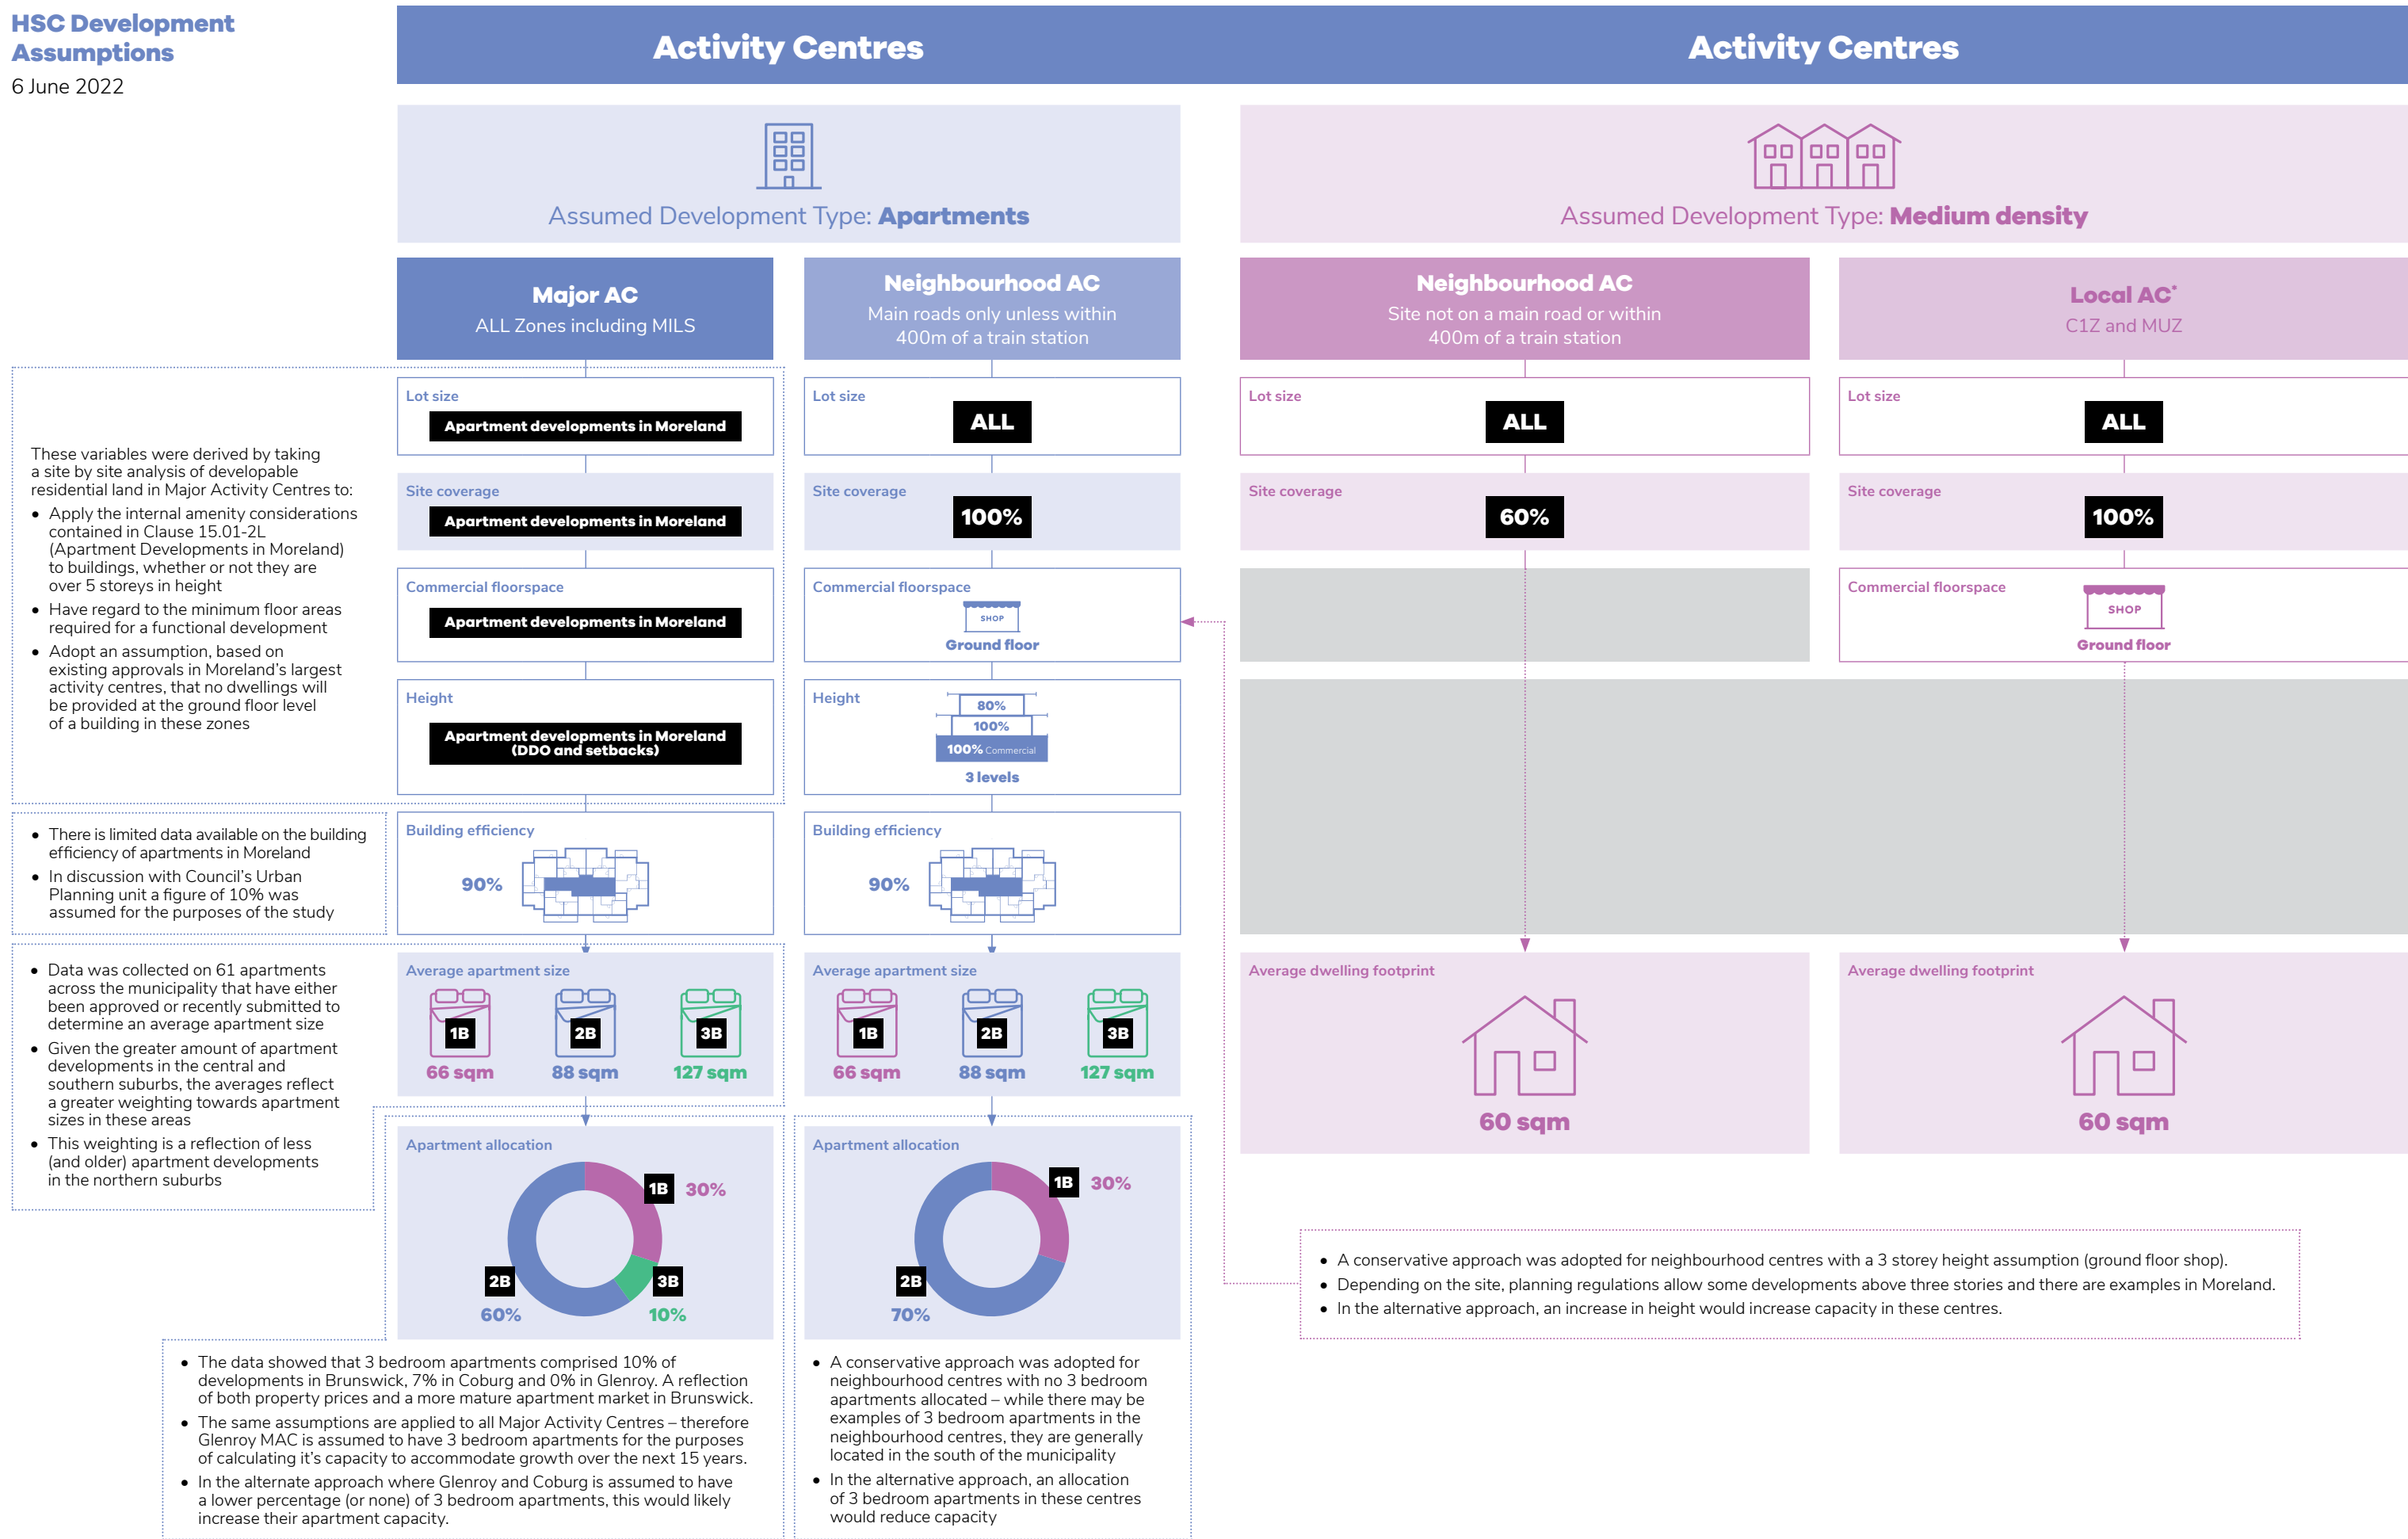 HSC Development
Assumptions
6 June 2022
Activity Centres
Activity Centres
Assumed Development Type: Apartments
Assumed Development Type: Medium density
Major AC
ALL Zones including MILS
Neighbourhood AC
Main roads only unless within
400m of a train station
Neighbourhood AC
Site not on a main road or within
400m of a train station
Local AC*
C1Z and MUZ
These variables were derived by taking
a site by site analysis of developable
residential land in Major Activity Centres to:
• Apply the internal amenity considerations
contained in Clause 15.01-2L
(Apartment Developments in Moreland)
to buildings, whether or not they are
over 5 storeys in height
• Have regard to the minimum floor areas
required for a functional development
• Adopt an assumption, based on
existing approvals in Moreland's largest
activity centres, that no dwellings will
be provided at the ground floor level
of a building in these zones
Lot size
Apartment developments in Moreland
Lot size
ALL
Lot size
ALL
Lot size
ALL
Site coverage
Apartment developments in Moreland
Site coverage
100%
Site coverage
60%
Site coverage
100%
Commercial floorspace
Apartment developments in Moreland
Commercial floorspace
SHOP
Ground floor
Commercial floorspace
SHOP
Ground floor
Height
Apartment developments in Moreland
(DDO and setbacks)
Height
80%
100%
100% Commercial
3 levels
• There is limited data available on the building
efficiency of apartments in Moreland
• In discussion with Council's Urban
Planning unit a figure of 10% was
assumed for the purposes of the study
Building efficiency
90%
Building efficiency
90%
• Data was collected on 61 apartments
across the municipality that have either
been approved or recently submitted to
determine an average apartment size
• Given the greater amount of apartment
developments in the central and
southern suburbs, the averages reflect
a greater weighting towards apartment
sizes in these areas
• This weighting is a reflection of less
(and older) apartment developments
in the northern suburbs
Average apartment size
1B
2B
3B
66 sqm
88 sqm
127 sqm
Average apartment size
1B
2B
3B
66 sqm
88 sqm
127 sqm
Average dwelling footprint
60 sqm
Average dwelling footprint
60 sqm
Apartment allocation
1B
30%
2B
3B
60%
10%
Apartment allocation
1B
30%
2B
70%
• A conservative approach was adopted for neighbourhood centres with a 3 storey height assumption (ground floor shop).
• Depending on the site, planning regulations allow some developments above three stories and there are examples in Moreland.
• In the alternative approach, an increase in height would increase capacity in these centres.
• The data showed that 3 bedroom apartments comprised 10% of
developments in Brunswick, 7% in Coburg and 0% in Glenroy. A reflection
of both property prices and a more mature apartment market in Brunswick.
• The same assumptions are applied to all Major Activity Centres – therefore
Glenroy MAC is assumed to have 3 bedroom apartments for the purposes
of calculating it's capacity to accommodate growth over the next 15 years.
• In the alternate approach where Glenroy and Coburg is assumed to have
a lower percentage (or none) of 3 bedroom apartments, this would likely
increase their apartment capacity.
• A conservative approach was adopted for
neighbourhood centres with no 3 bedroom
apartments allocated – while there may be
examples of 3 bedroom apartments in the
neighbourhood centres, they are generally
located in the south of the municipality
• In the alternative approach, an allocation
of 3 bedroom apartments in these centres
would reduce capacity